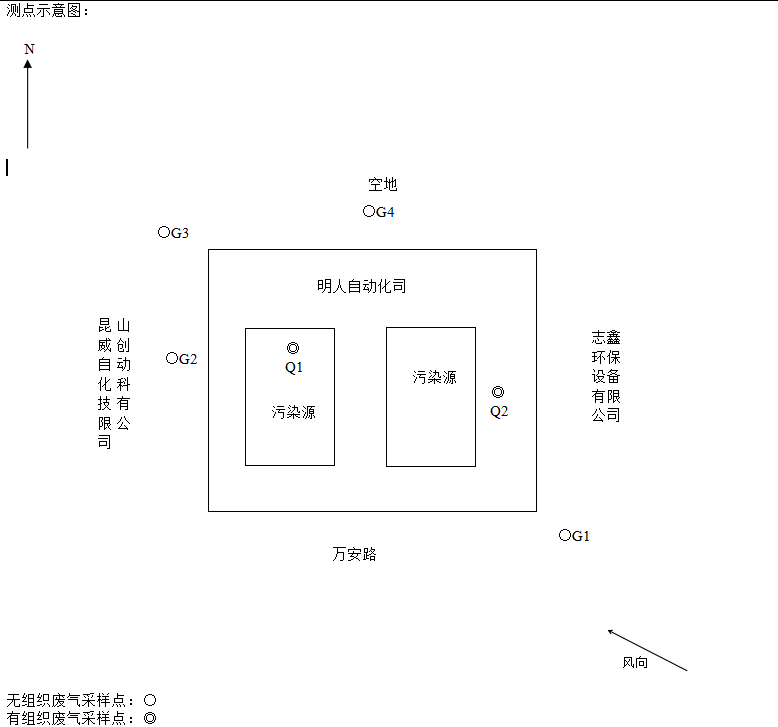 测点示意图：
N
空地
G4
G3
明人自动化司
昆 山
威 创
自 动
化 科
技 有
限 公
司
G2
Q1
污染源
污染源
Q2
志鑫
环保
设备
有限
公司
G1
万安路
风向
无组织废气采样点：○
有组织废气采样点：◎